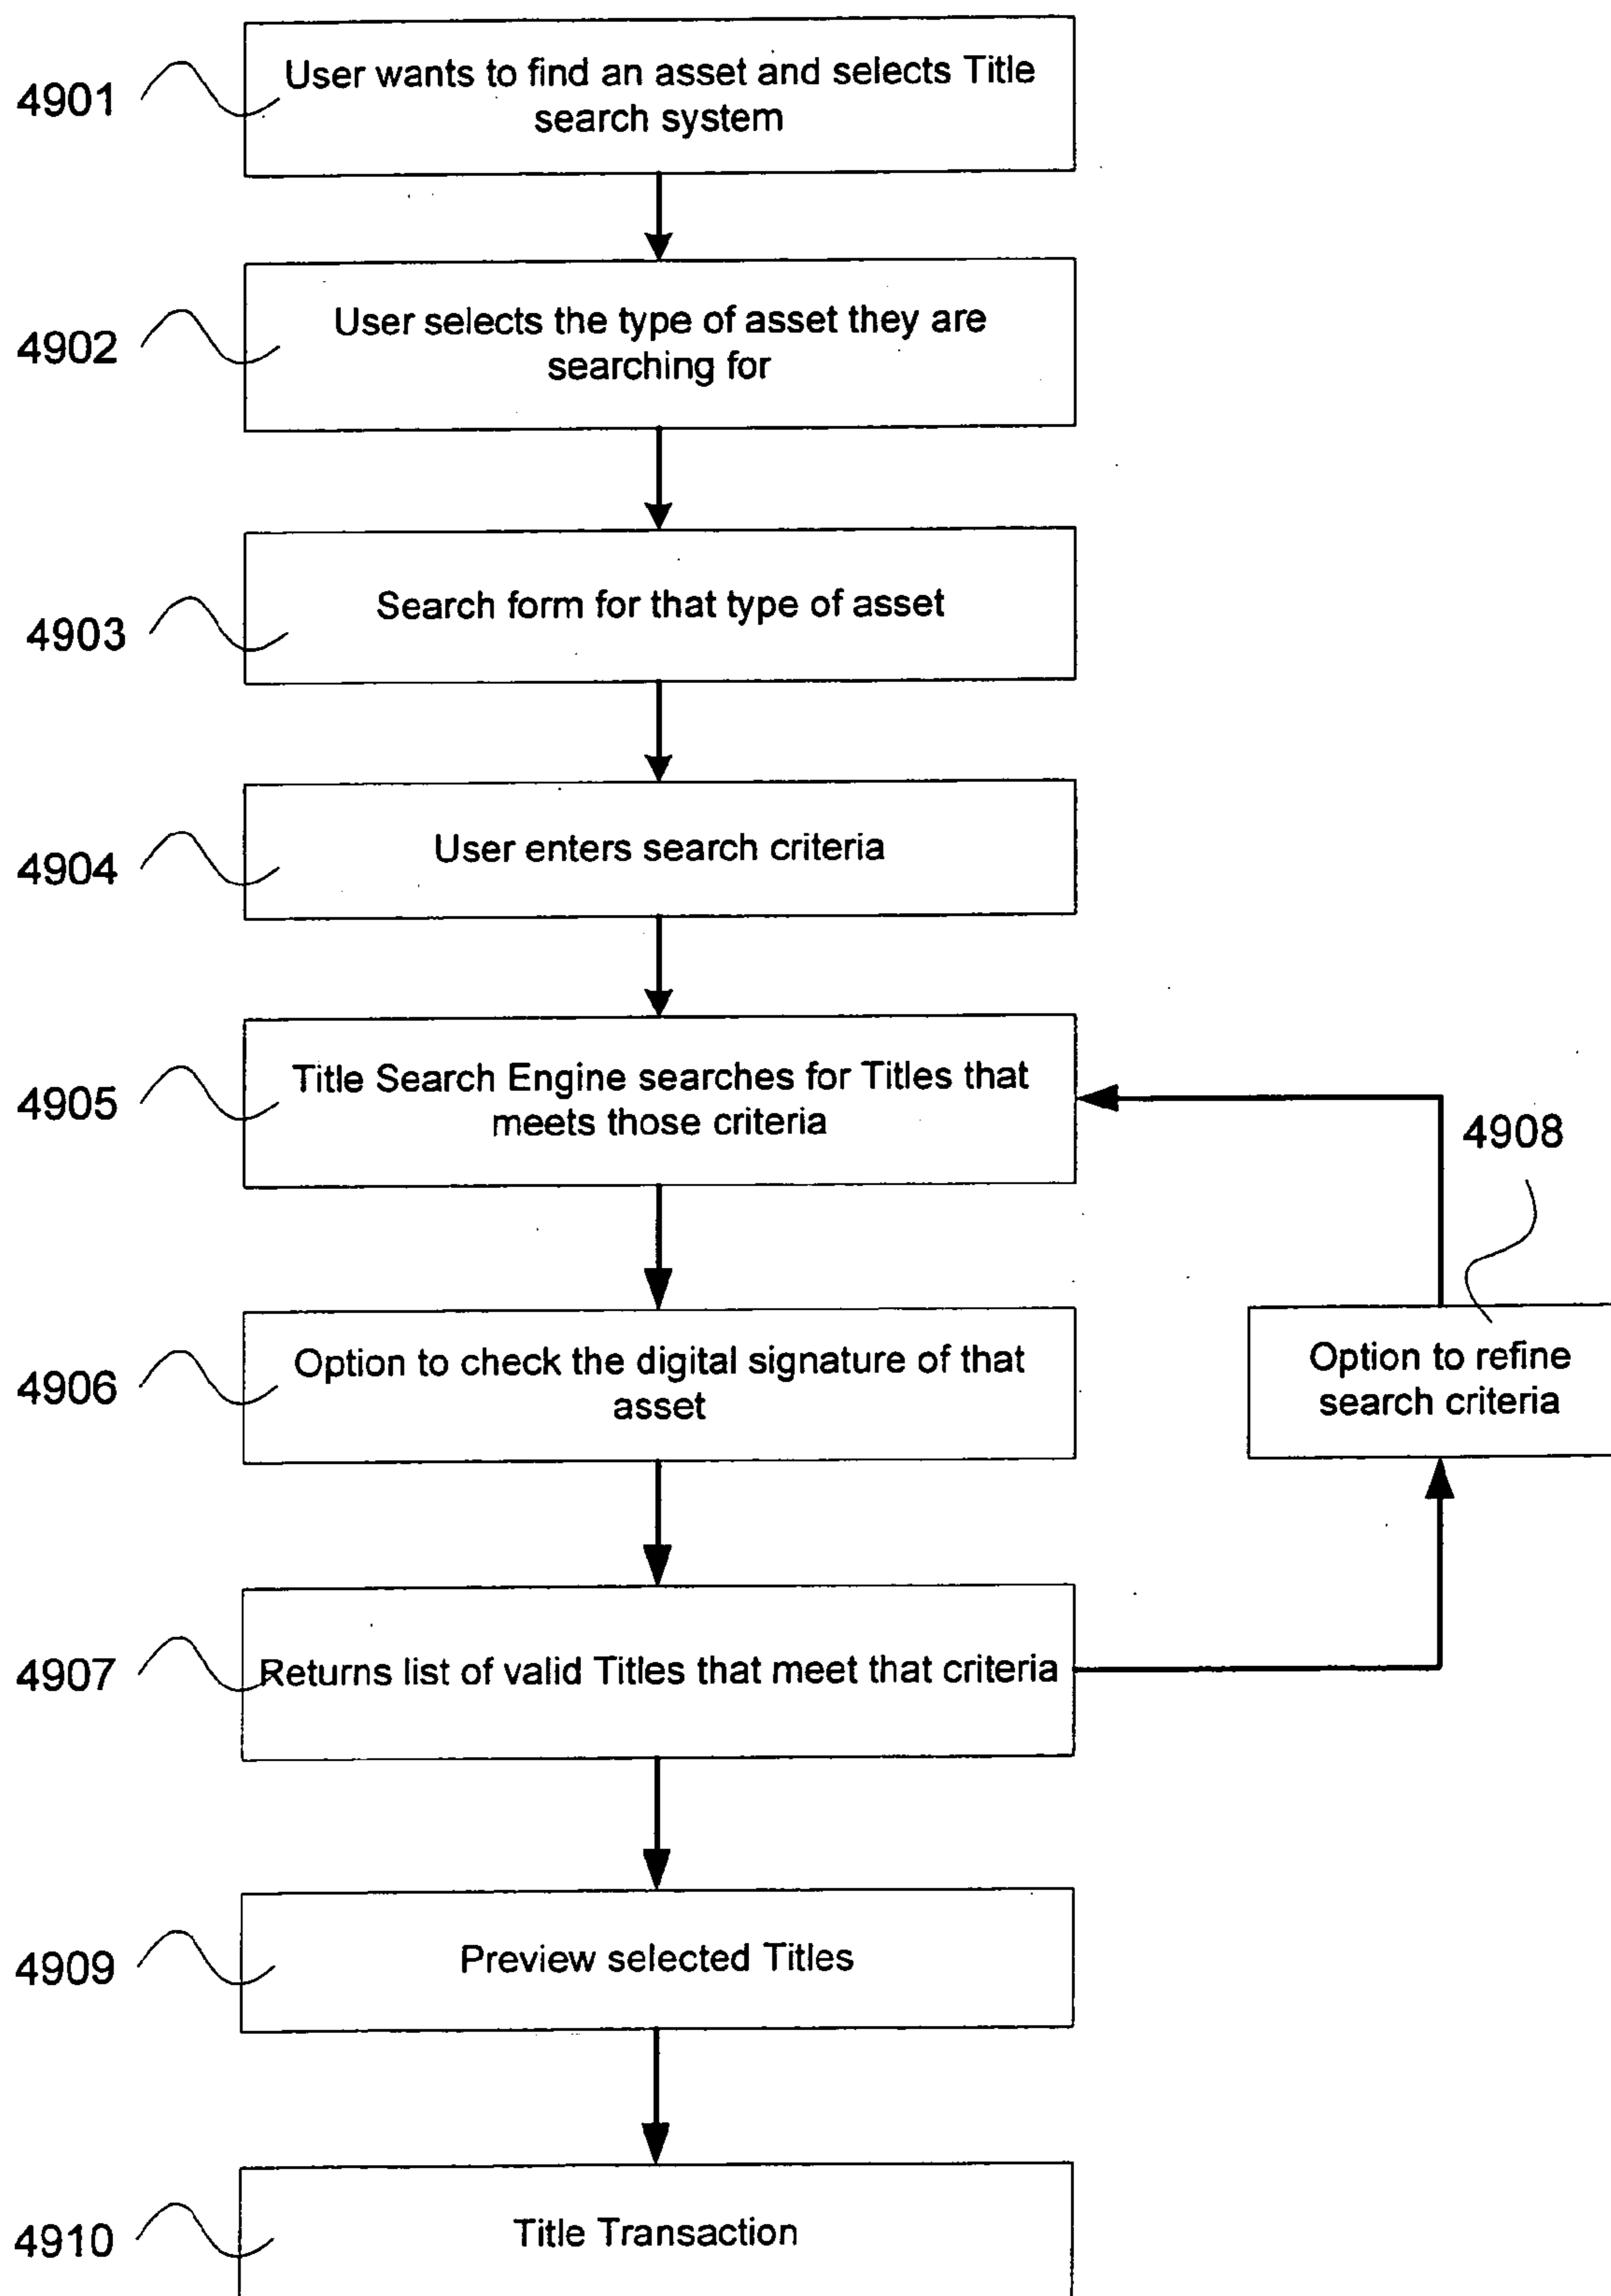 4901
User wants to find an asset and selects Title
search system
4902
User selects the type of asset they are
searching for
4903
Search form for that type of asset
4904
User enters search criteria
4905
Title Search Engine searches for Titles that
meets those criteria
4908
4906
Option to check the digital signature of that
asset
Option to refine
search criteria
4907
Returns list of valid Titles that meet that criteria
4909
Preview selected Titles
4910
Title Transaction